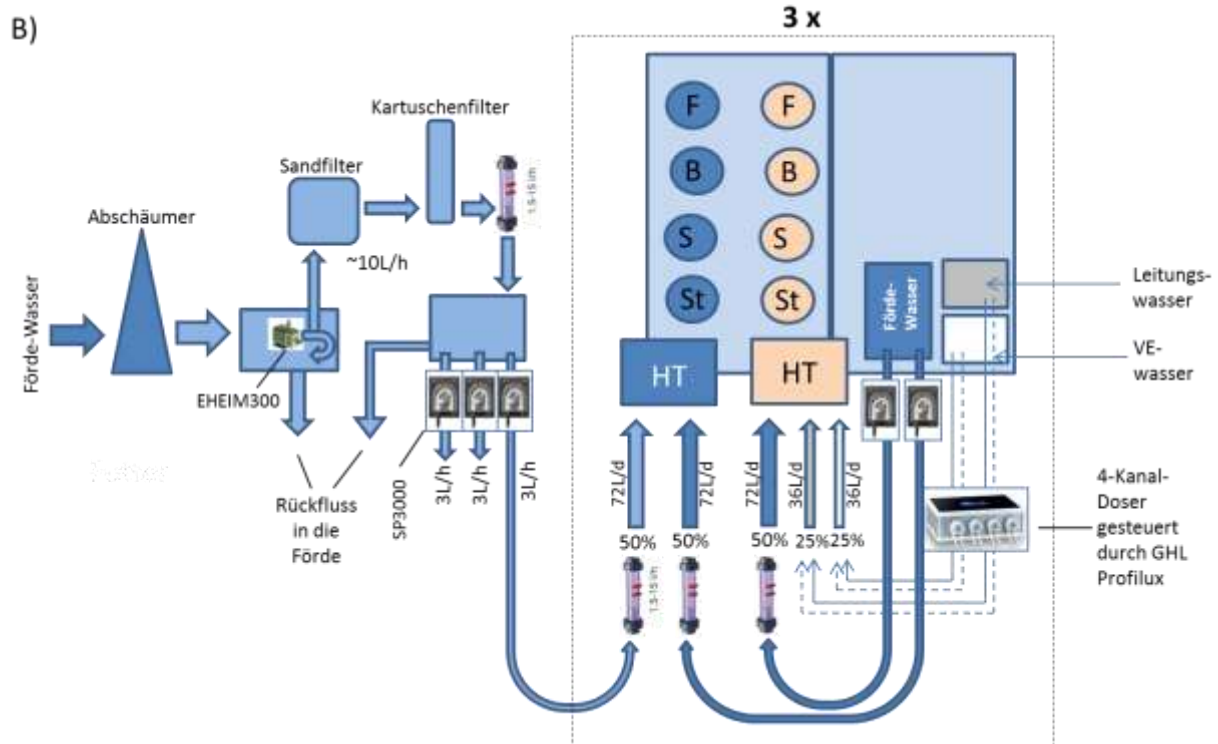 B)
3 x
Kartuschenfilter
Sandfilter
Abschäumer
~10L/h
Förde-Wasser
EHEIM300
Rückfluss
in die
Förde
SP3000
3L/h
3L/h
3L/h
F
F
B
B
S
S
St
St
HT
HT
Förde-
Wasser
Leitungs-
wasser
VE-
wasser
72L/d
72L/d
72L/d
36L/d
36L/d
50%
50%
50%
25%
25%
4-Kanal-
Doser
gesteuert
durch GHL
Profilux